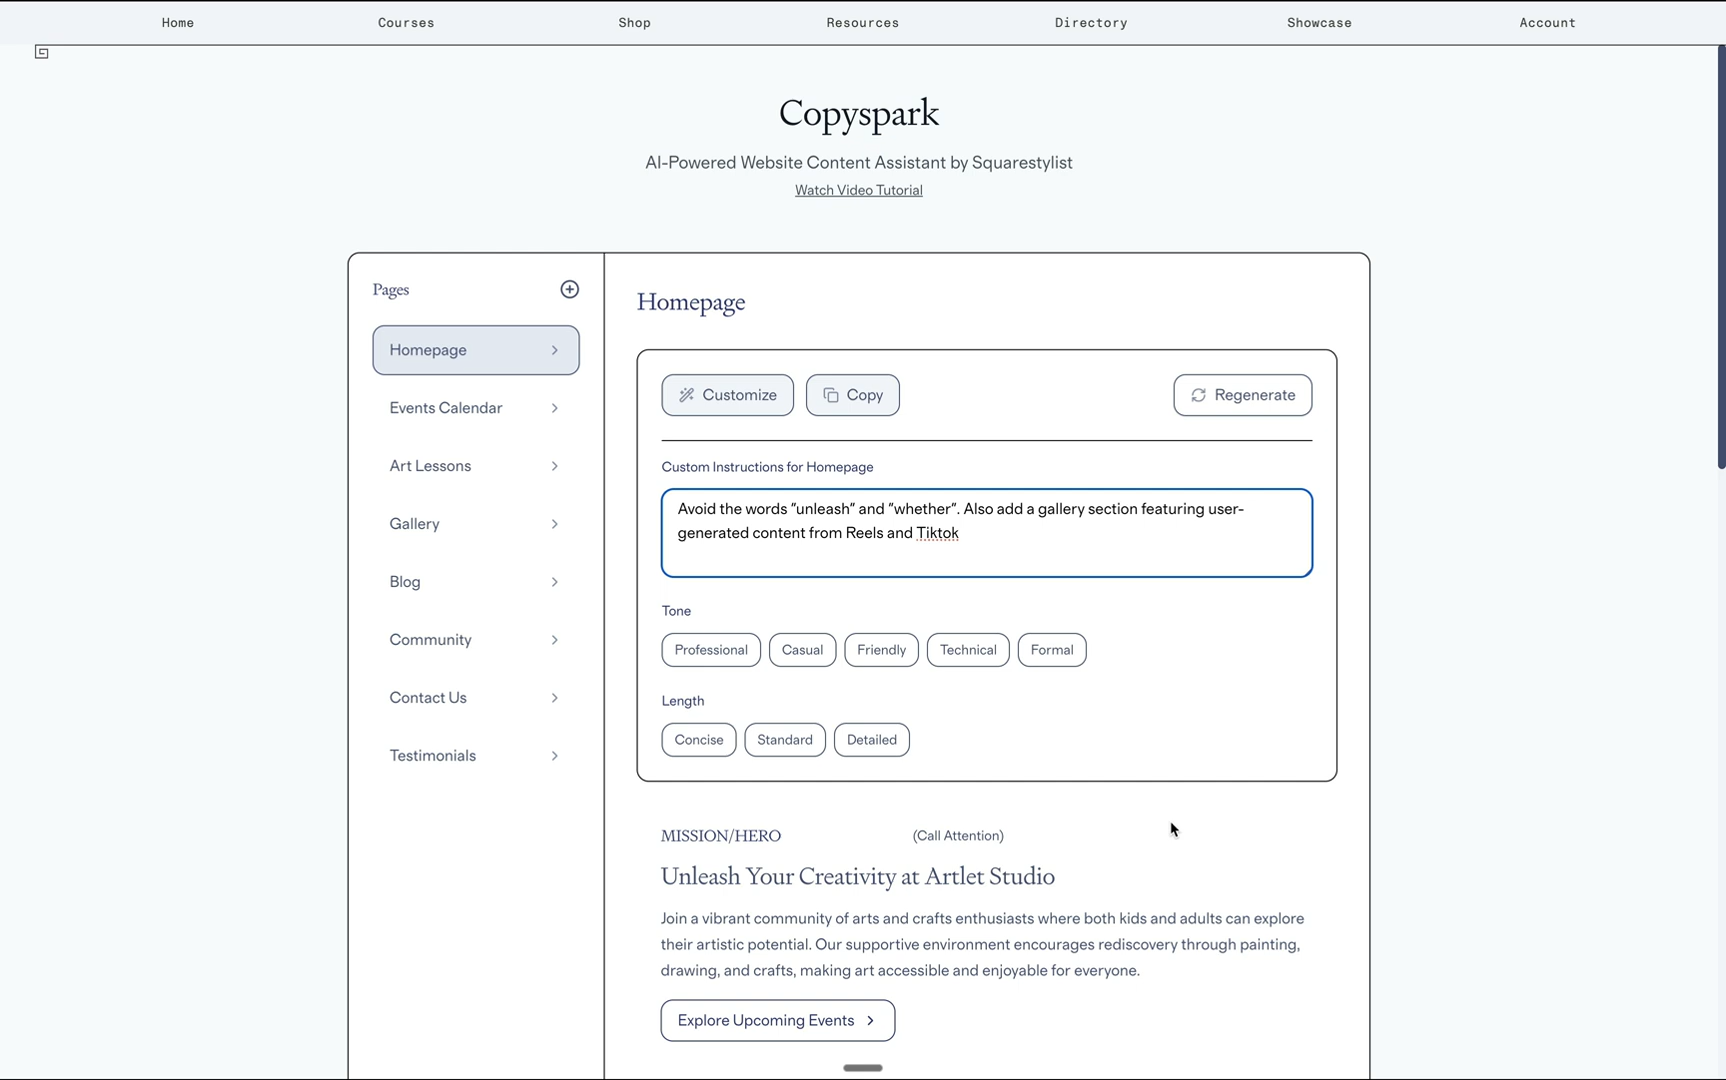 Home Courses Shop Resources Directory Showcase Account
Copyspark
AI-Powered Website Content Assistant by Squarestylist
Watch Video Tutorial
Pages
Homepage
Events Calendar
Art Lessons
Gallery
Blog
Community
Contact Us
Testimonials
Homepage
Customize Copy Regenerate
Custom Instructions for Homepage
Avoid the words "unleash" and "whether". Also add a gallery section featuring user-
generated content from Reels and Tiktok
Tone
Professional Casual Friendly Technical Formal
Length
Concise Standard Detailed
MISSION/HERO (Call Attention)
Unleash Your Creativity at Artlet Studio
Join a vibrant community of arts and crafts enthusiasts where both kids and adults can explore
their artistic potential. Our supportive environment encourages rediscovery through painting,
drawing, and crafts, making art accessible and enjoyable for everyone.
Explore Upcoming Events